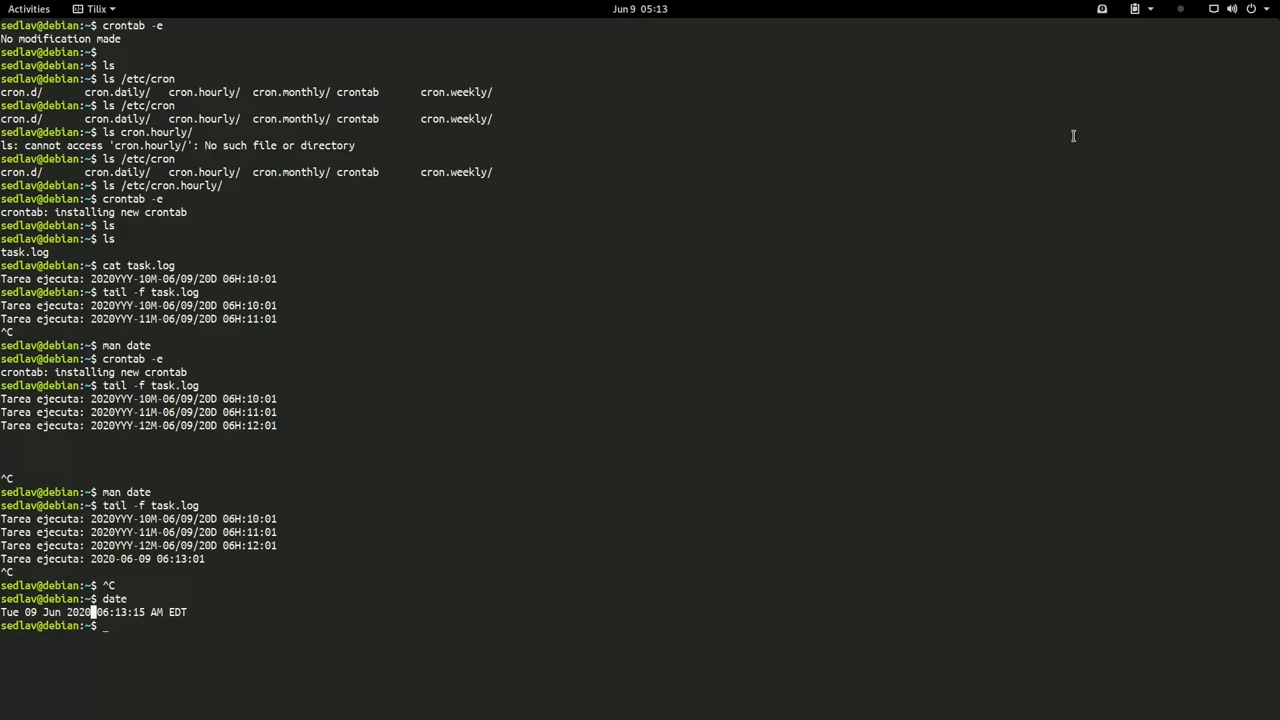 Activities Tilix Jun 9 05:13
sedlav@debian:~$ crontab -e
No modification made
sedlav@debian:~$
sedlav@debian:~$ ls
sedlav@debian:~$ ls /etc/cron
cron.d/ cron.daily/ cron.hourly/ cron.monthly/ crontab cron.weekly/
sedlav@debian:~$ ls /etc/cron
cron.d/ cron.daily/ cron.hourly/ cron.monthly/ crontab cron.weekly/
sedlav@debian:~$ ls cron.hourly/
ls: cannot access 'cron.hourly/': No such file or directory
sedlav@debian:~$ ls /etc/cron
cron.d/ cron.daily/ cron.hourly/ cron.monthly/ crontab cron.weekly/
sedlav@debian:~$ ls /etc/cron.hourly/
sedlav@debian:~$ crontab -e
crontab: installing new crontab
sedlav@debian:~$ ls
sedlav@debian:~$ ls
task.log
sedlav@debian:~$ cat task.log
Tarea ejecuta: 2020YYY-10M-06/09/20D 06H:10:01
sedlav@debian:~$ tail -f task.log
Tarea ejecuta: 2020YYY-10M-06/09/20D 06H:10:01
Tarea ejecuta: 2020YYY-11M-06/09/20D 06H:11:01
^C
sedlav@debian:~$ man date
sedlav@debian:~$ crontab -e
crontab: installing new crontab
sedlav@debian:~$ tail -f task.log
Tarea ejecuta: 2020YYY-10M-06/09/20D 06H:10:01
Tarea ejecuta: 2020YYY-11M-06/09/20D 06H:11:01
Tarea ejecuta: 2020YYY-12M-06/09/20D 06H:12:01
^C
sedlav@debian:~$ man date
sedlav@debian:~$ tail -f task.log
Tarea ejecuta: 2020YYY-10M-06/09/20D 06H:10:01
Tarea ejecuta: 2020YYY-11M-06/09/20D 06H:11:01
Tarea ejecuta: 2020YYY-12M-06/09/20D 06H:12:01
Tarea ejecuta: 2020-06-09 06:13:01
^C
sedlav@debian:~$ ^C
sedlav@debian:~$ date
Tue 09 Jun 2020 06:13:15 AM EDT
sedlav@debian:~$ _